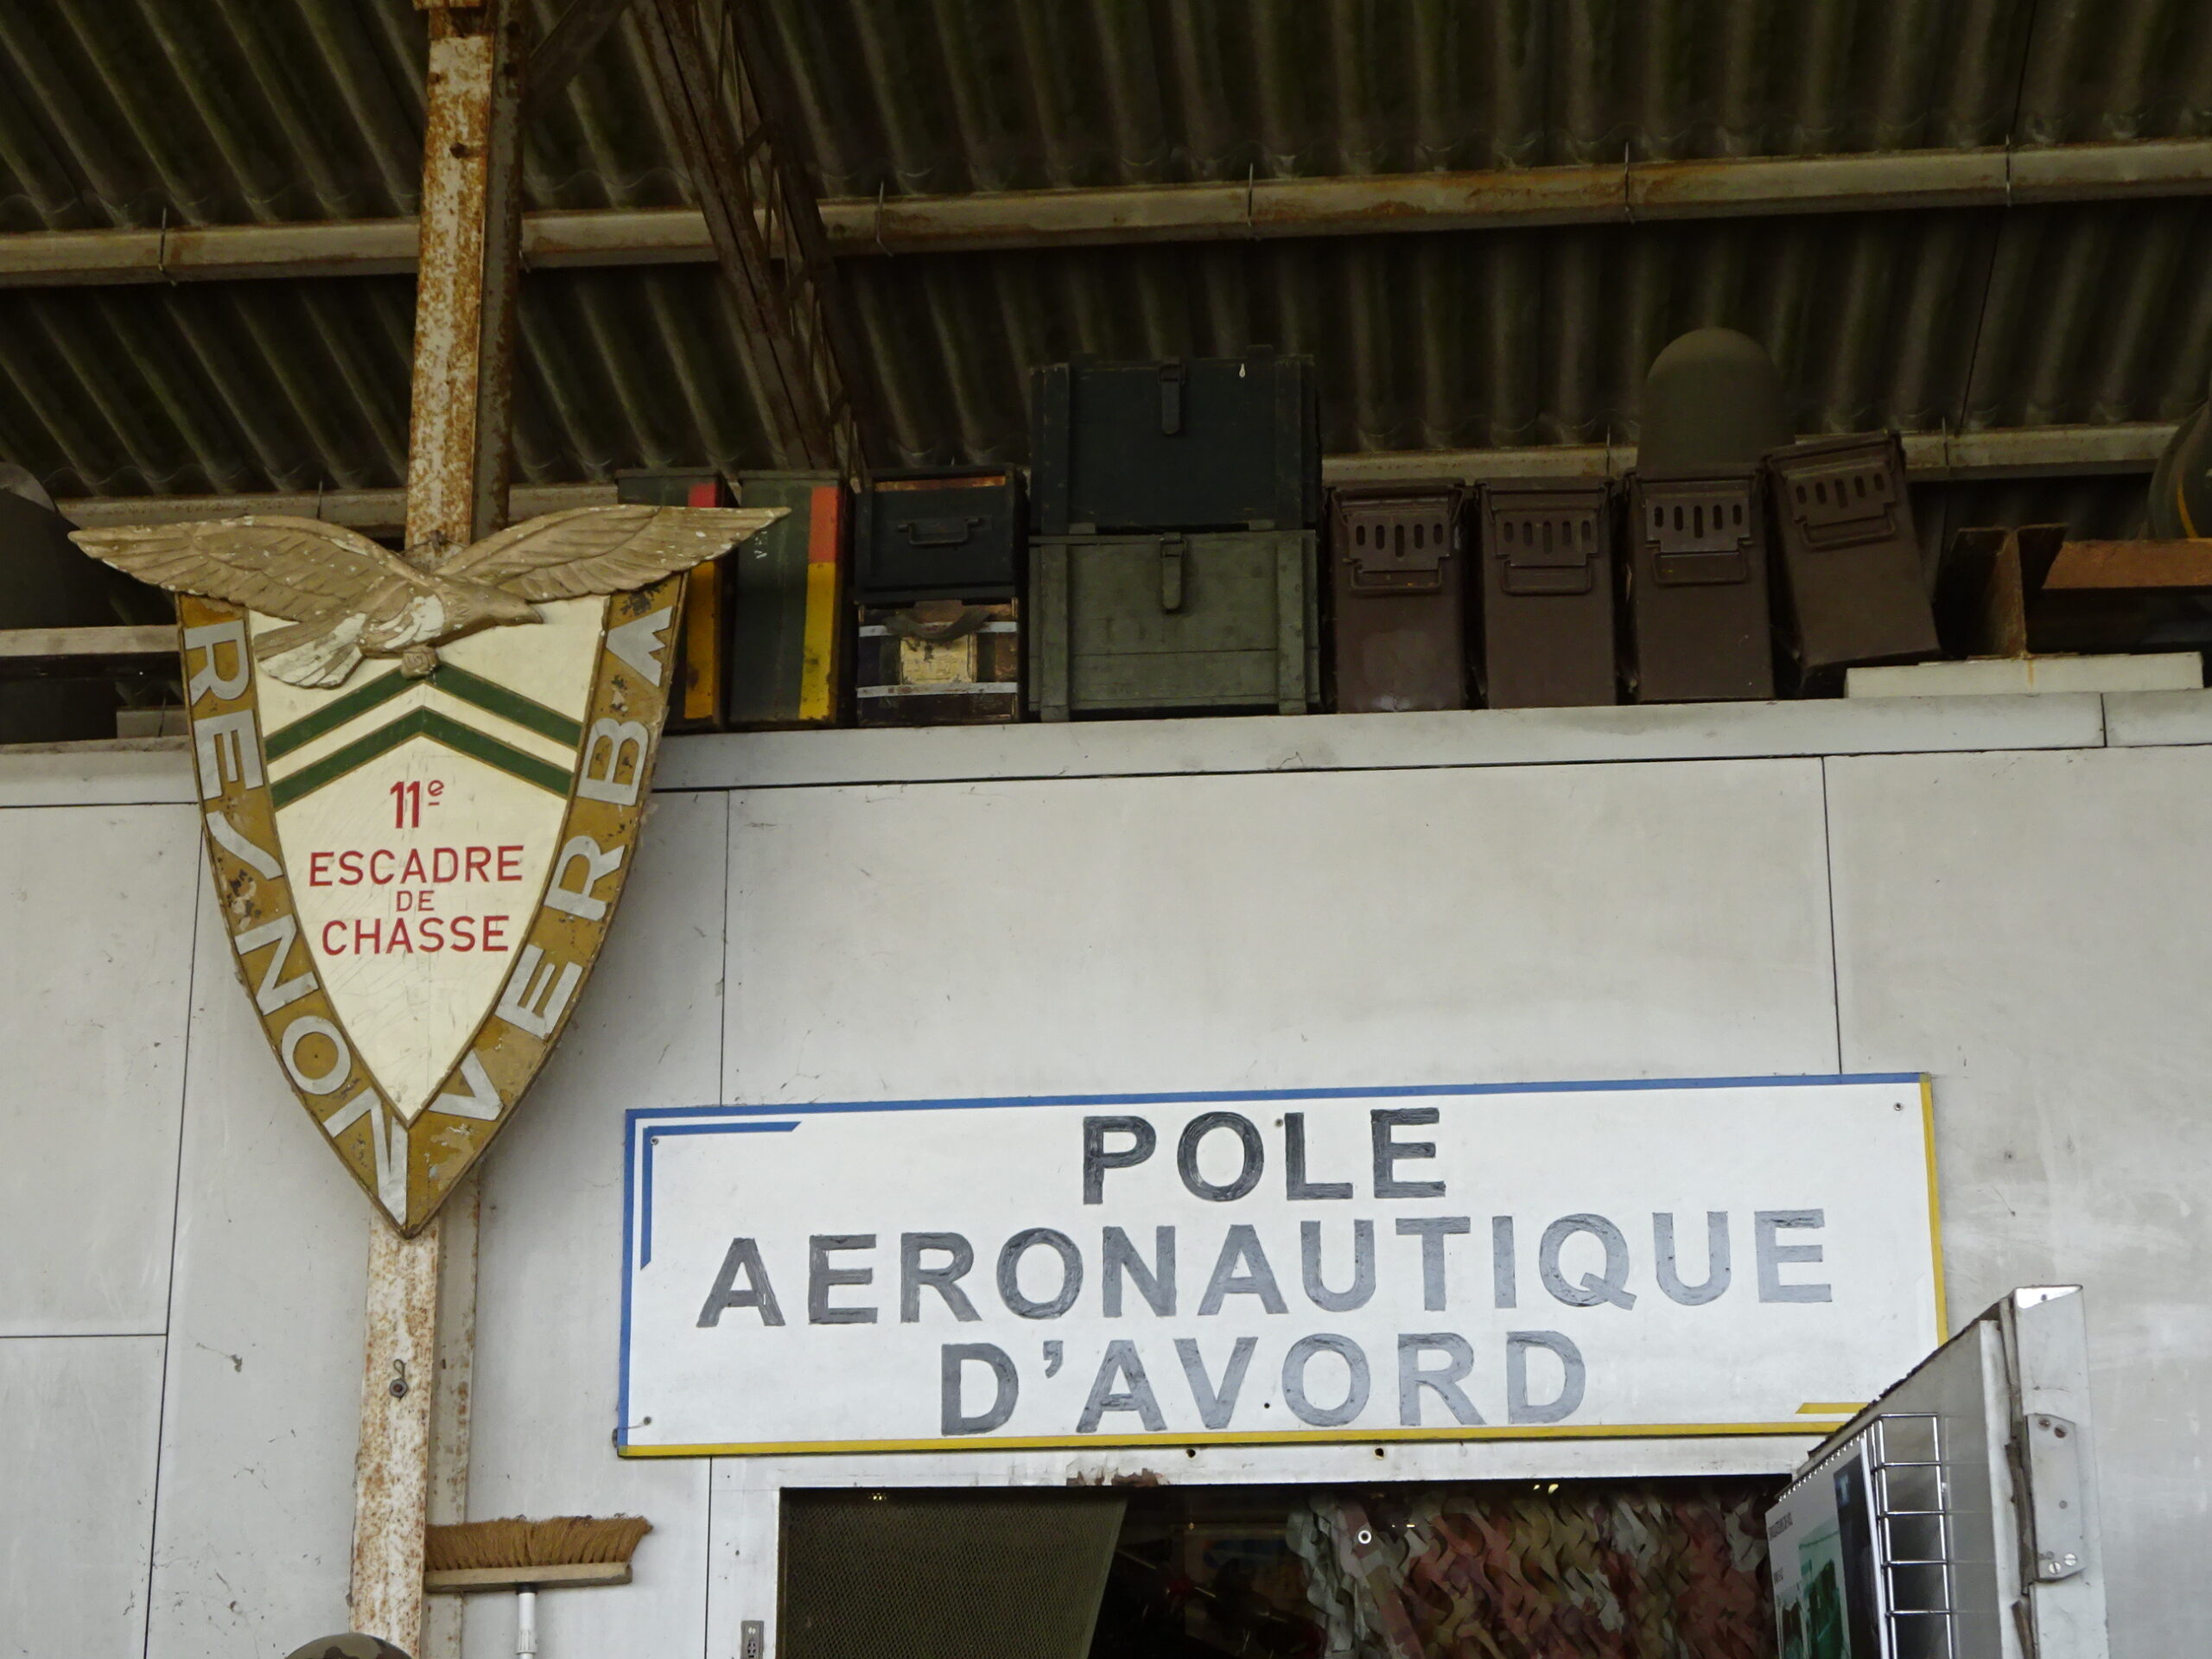 RES NON VERBA
11e
ESCADRE
DE
CHASSE
POLE
AERONAUTIQUE
D'AVORD